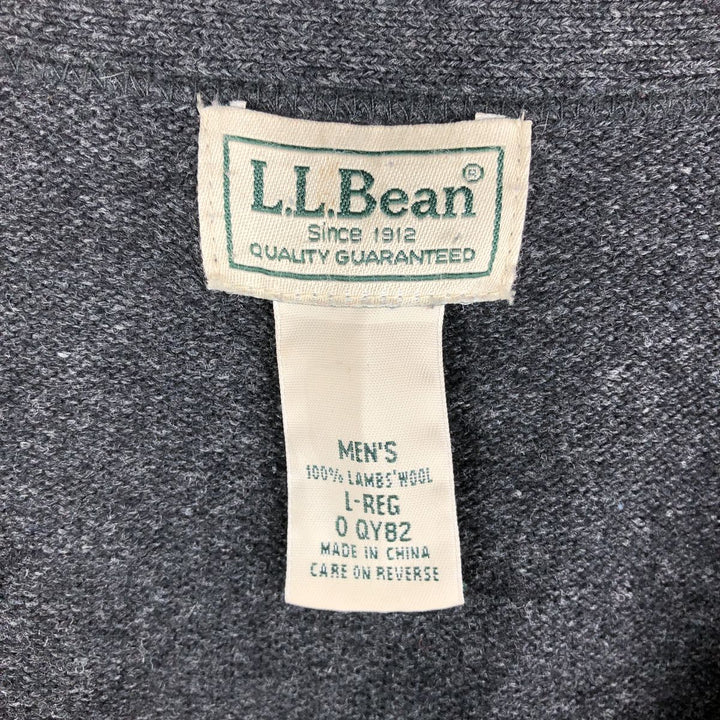 L.L.Bean®
Since 1912
QUALITY GUARANTEED
MEN'S
100% LAMBS' WOOL
L-REG
0 QY82
MADE IN CHINA
CARE ON REVERSE